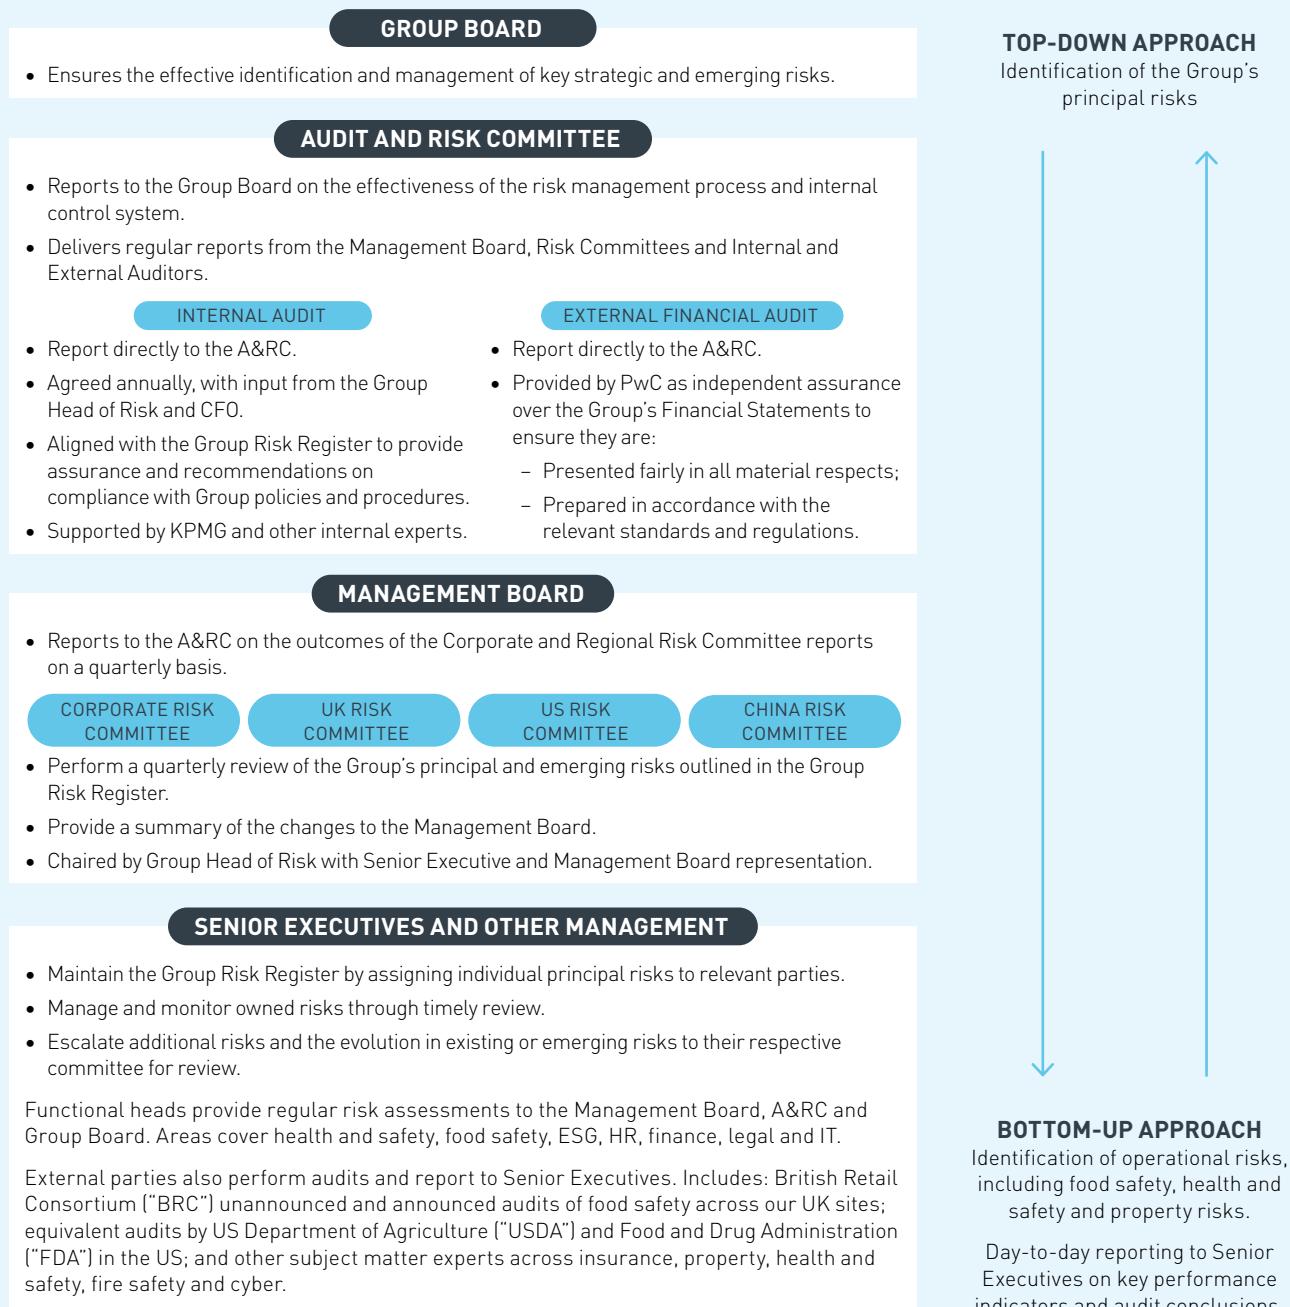 GROUP BOARD
• Ensures the effective identification and management of key strategic and emerging risks.
AUDIT AND RISK COMMITTEE
• Reports to the Group Board on the effectiveness of the risk management process and internal
control system.
• Delivers regular reports from the Management Board, Risk Committees and Internal and
External Auditors.
INTERNAL AUDIT
• Report directly to the A&RC.
• Agreed annually, with input from the Group
Head of Risk and CFO.
• Aligned with the Group Risk Register to provide
assurance and recommendations on
compliance with Group policies and procedures.
• Supported by KPMG and other internal experts.
EXTERNAL FINANCIAL AUDIT
• Report directly to the A&RC.
• Provided by PwC as independent assurance
over the Group's Financial Statements to
ensure they are:
– Presented fairly in all material respects;
– Prepared in accordance with the
relevant standards and regulations.
MANAGEMENT BOARD
• Reports to the A&RC on the outcomes of the Corporate and Regional Risk Committee reports
on a quarterly basis.
CORPORATE RISK
COMMITTEE
UK RISK
COMMITTEE
US RISK
COMMITTEE
CHINA RISK
COMMITTEE
• Perform a quarterly review of the Group's principal and emerging risks outlined in the Group
Risk Register.
• Provide a summary of the changes to the Management Board.
• Chaired by Group Head of Risk with Senior Executive and Management Board representation.
SENIOR EXECUTIVES AND OTHER MANAGEMENT
• Maintain the Group Risk Register by assigning individual principal risks to relevant parties.
• Manage and monitor owned risks through timely review.
• Escalate additional risks and the evolution in existing or emerging risks to their respective
committee for review.
Functional heads provide regular risk assessments to the Management Board, A&RC and
Group Board. Areas cover health and safety, food safety, ESG, HR, finance, legal and IT.
External parties also perform audits and report to Senior Executives. Includes: British Retail
Consortium ("BRC") unannounced and announced audits of food safety across our UK sites;
equivalent audits by US Department of Agriculture ("USDA") and Food and Drug Administration
("FDA") in the US; and other subject matter experts across insurance, property, health and
safety, fire safety and cyber.
TOP-DOWN APPROACH
Identification of the Group's
principal risks
BOTTOM-UP APPROACH
Identification of operational risks,
including food safety, health and
safety and property risks.
Day-to-day reporting to Senior
Executives on key performance
indicators and audit conclusions